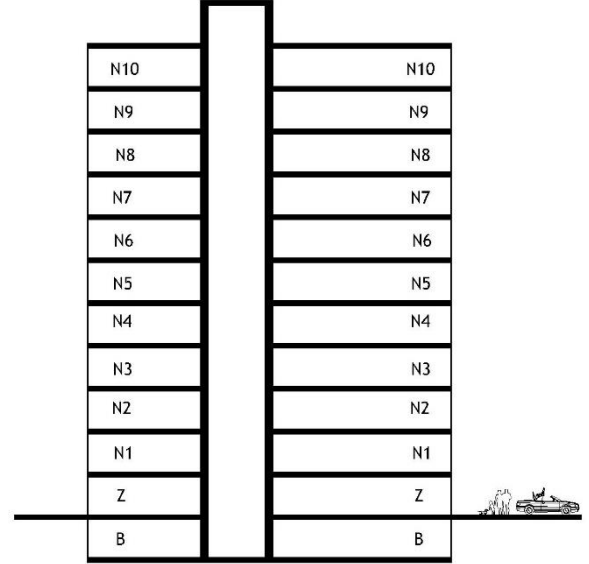 N10 N10
N9 N9
N8 N8
N7 N7
N6 N6
N5 N5
N4 N4
N3 N3
N2 N2
N1 N1
Z Z
B B